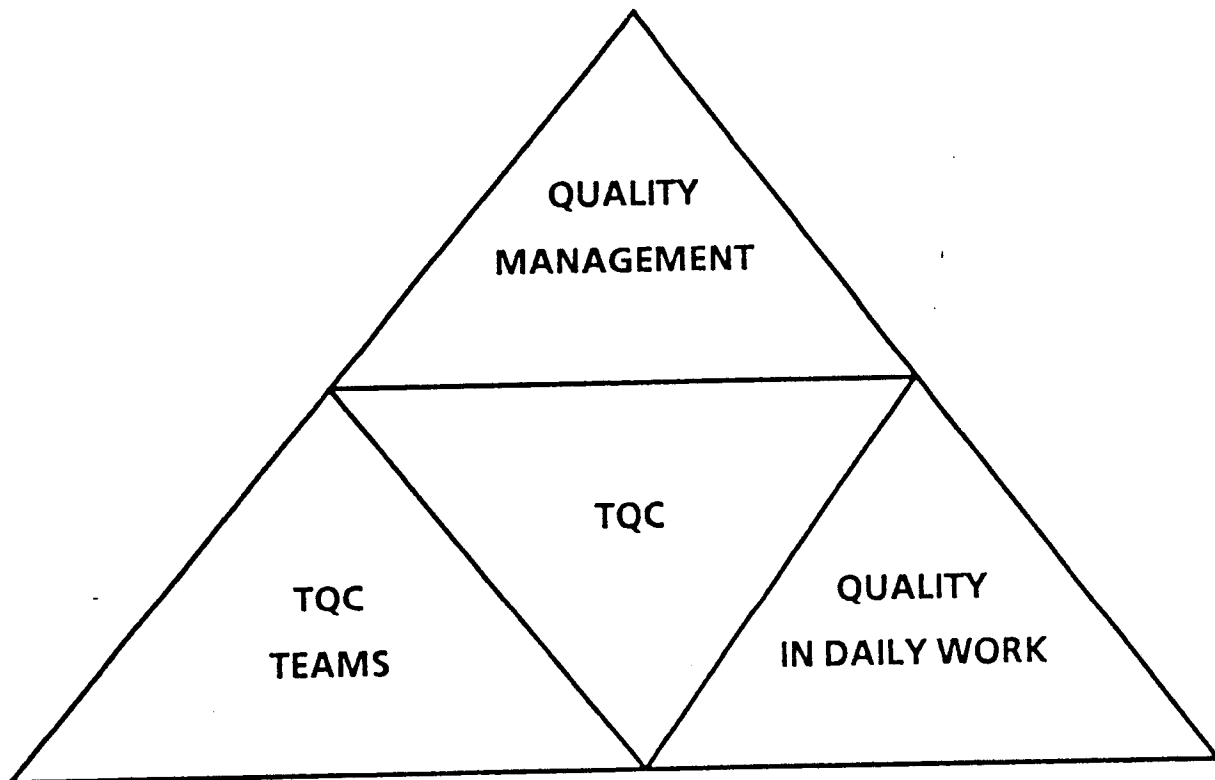 QUALITY
MANAGEMENT
TQC
TQC
TEAMS
QUALITY
IN DAILY WORK